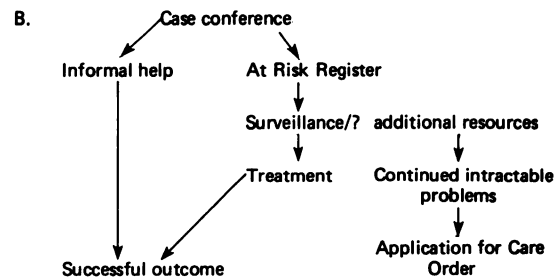 B.
Case conference
Informal help
At Risk Register
Surveillance/? additional resources
Treatment
Continued intractable
problems
Successful outcome
Application for Care
Order